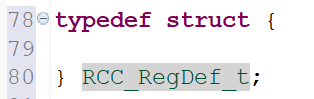 78 typedef struct {
79
80 } RCC_RegDef_t;